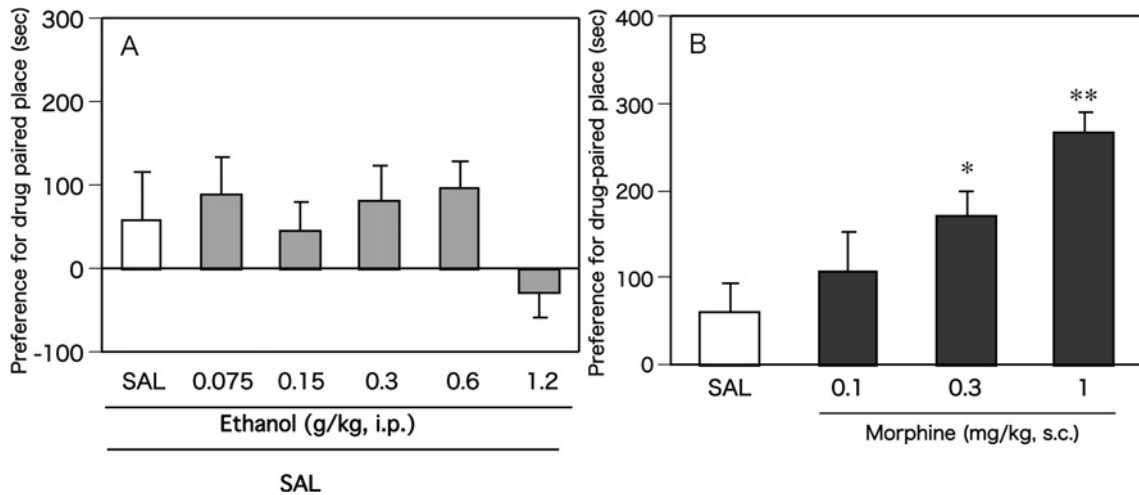 A
Preference for drug paired place (sec)
300
200
100
0
-100
SAL 0.075 0.15 0.3 0.6 1.2
Ethanol (g/kg, i.p.)
SAL
B
Preference for drug-paired place (sec)
400
300
200
100
0
*
**
SAL 0.1 0.3 1
Morphine (mg/kg, s.c.)